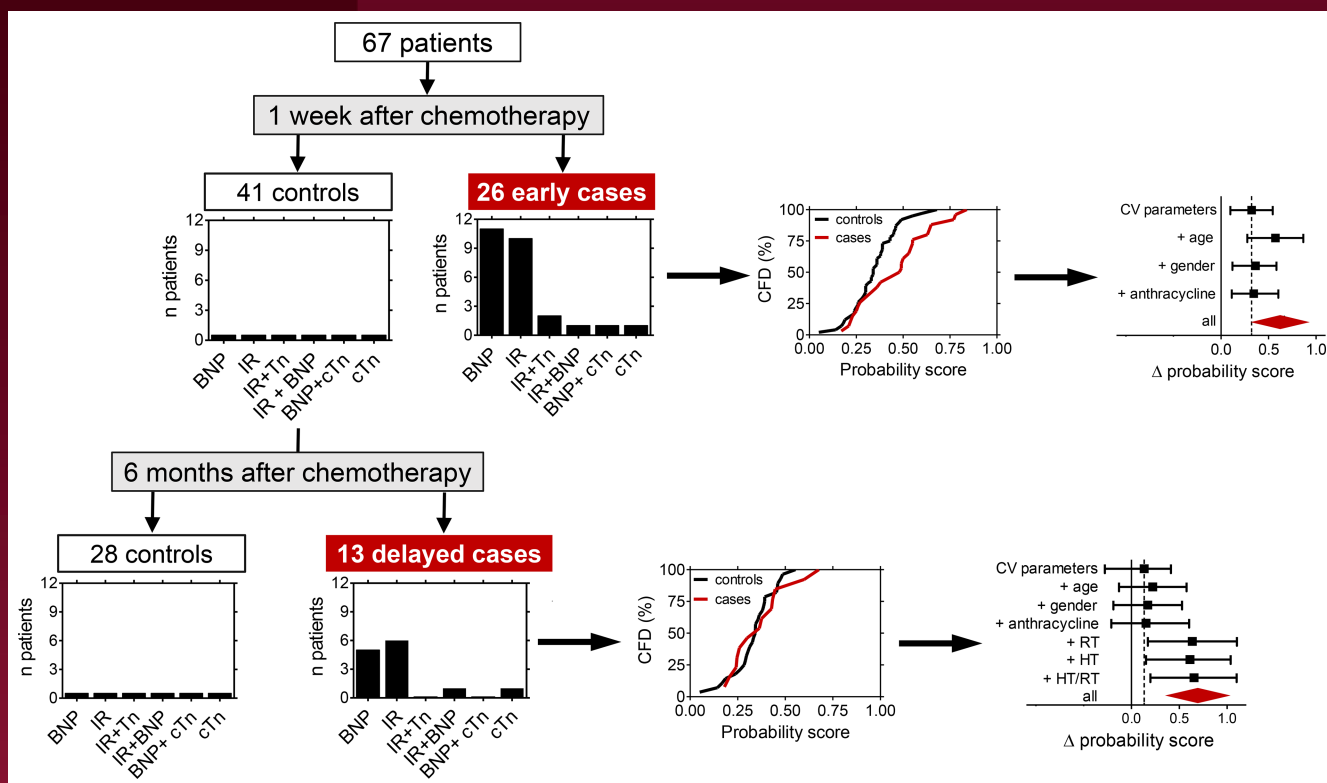 67 patients
1 week after chemotherapy
41 controls
26 early cases
n patients
12
9
6
3
0
BNP
IR
IR+Tn
IR + BNP
BNP+cTn
cTn
n patients
12
9
6
3
0
BNP
IR
IR+Tn
IR+BNP
BNP+ cTn
cTn
CFD (%)
100
75
50
25
0
controls
cases
0.00 0.25 0.50 0.75 1.00
Probability score
CV parameters
+ age
+ gender
+ anthracycline
all
0.0 0.5 1.0
Δ probability score
6 months after chemotherapy
28 controls
13 delayed cases
n patients
12
9
6
3
0
BNP
IR
IR+Tn
IR+BNP
BNP+ cTn
cTn
n patients
12
9
6
3
0
BNP
IR
IR+Tn
IR+BNP
BNP+ cTn
cTn
CFD (%)
100
75
50
25
0
controls
cases
0.00 0.25 0.50 0.75 1.00
Probability score
CV parameters
+ age
+ gender
+ anthracycline
+ RT
+ HT
+ HT/RT
all
0.0 0.5 1.0
Δ probability score